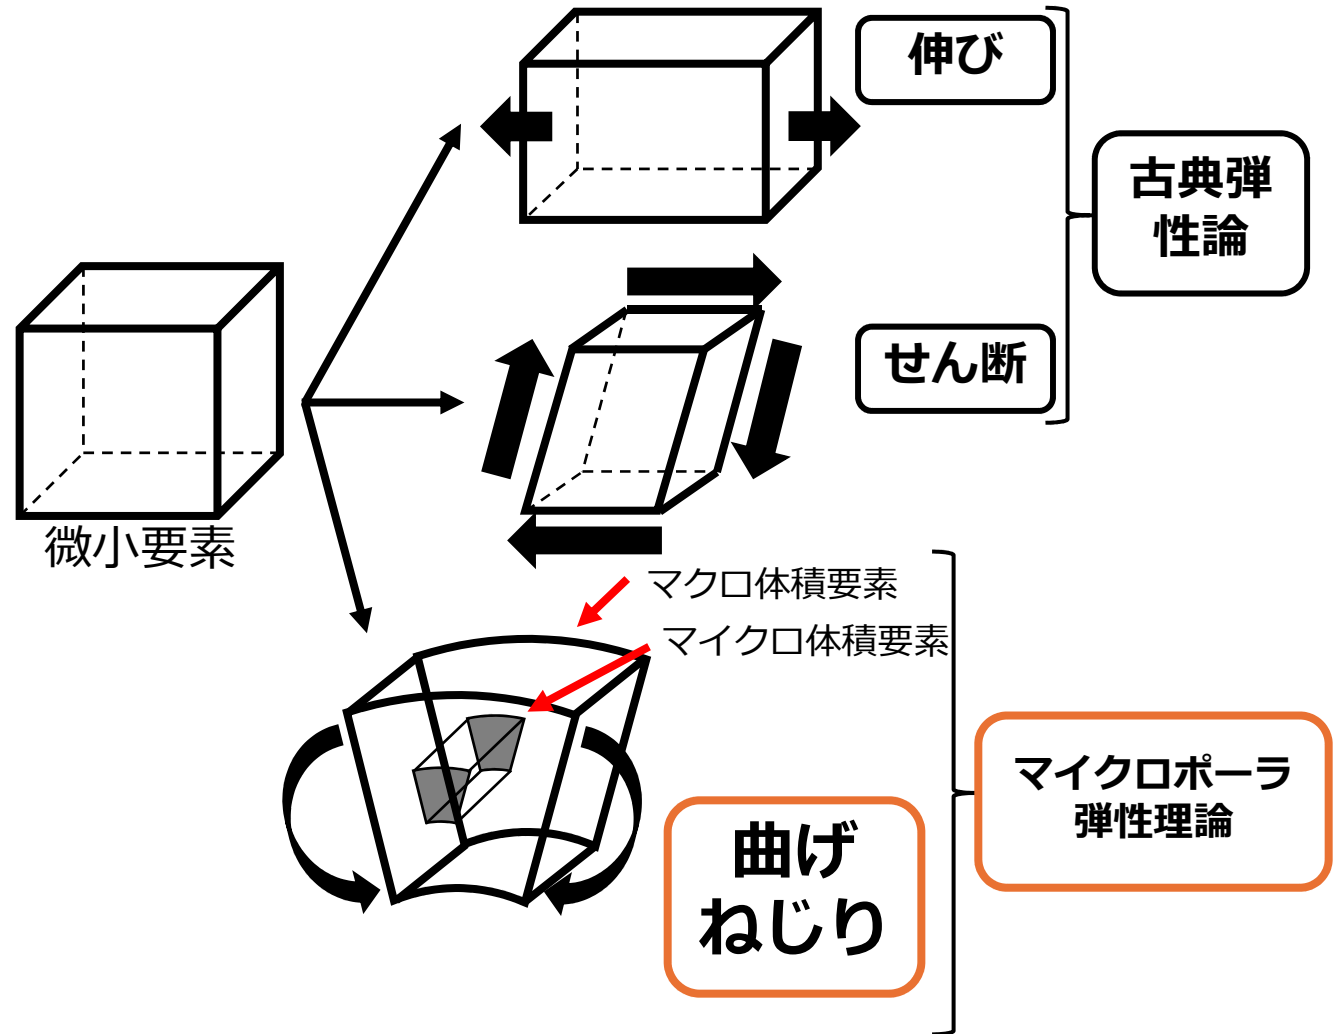 伸び
古典弾
性論
せん断
微小要素
マクロ体積要素
マイクロ体積要素
マイクロポーラ
弾性理論
曲げ
ねじり